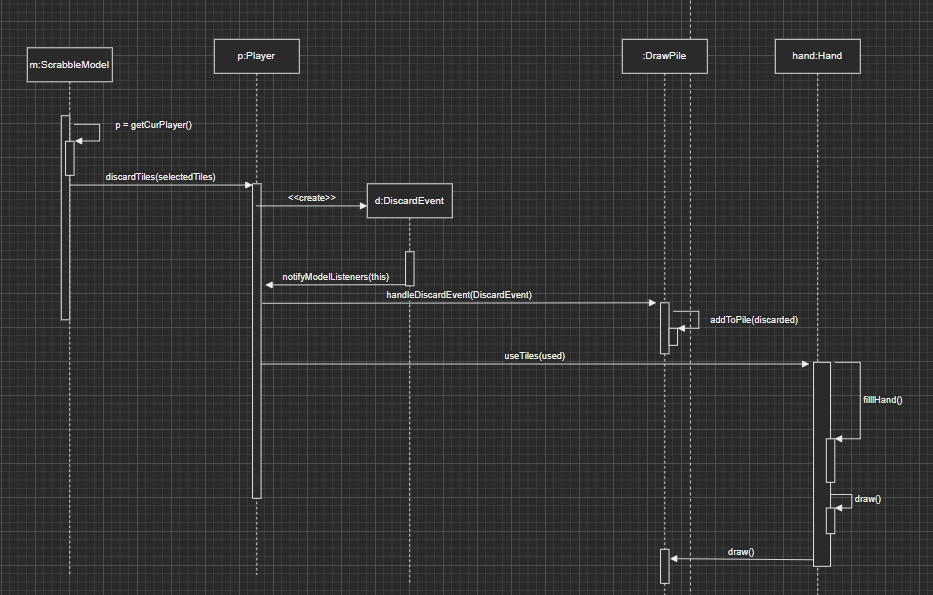 m:ScrabbleModel
p:Player
:DrawPile
hand:Hand
p = getCurPlayer()
discardTiles(selectedTiles)
<<create>>
d:DiscardEvent
notifyModelListeners(this)
handleDiscardEvent(DiscardEvent)
addToPile(discarded)
useTiles(used)
filllHand()
draw()
draw()